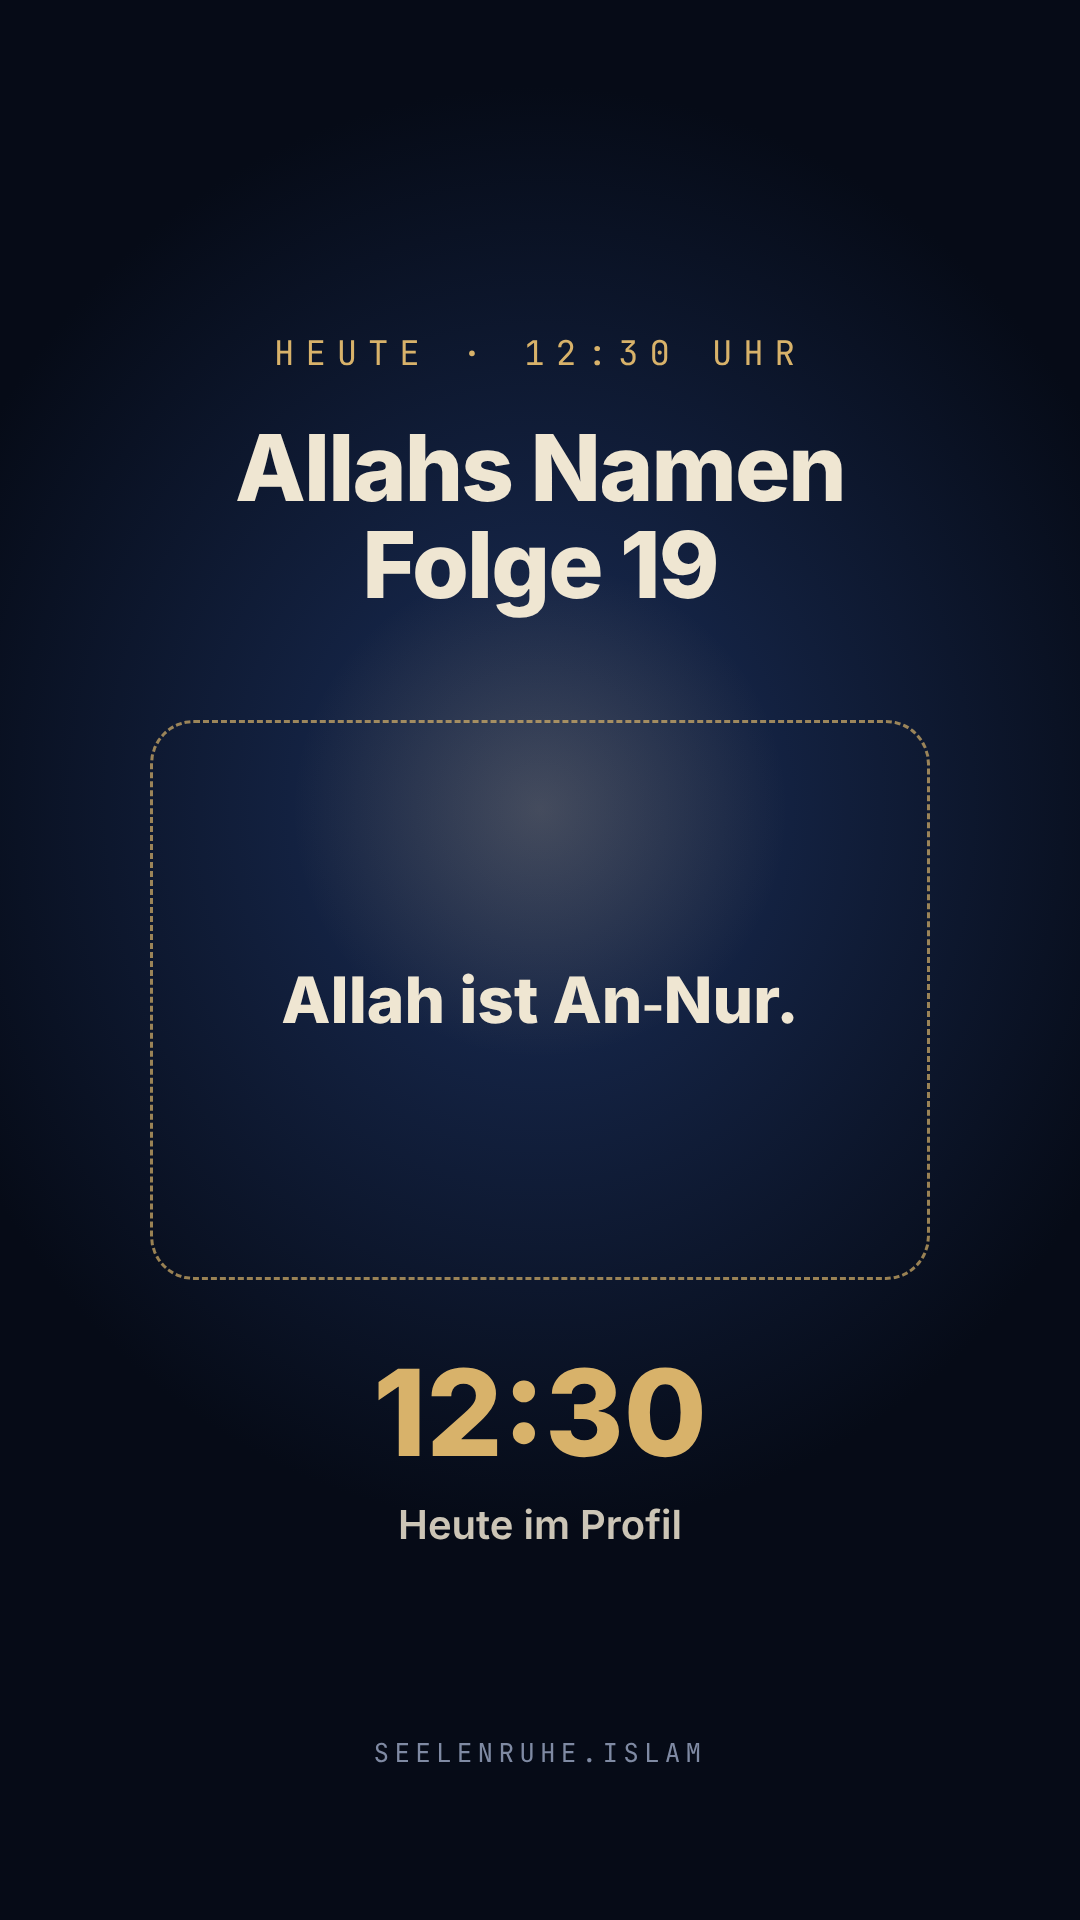 HEUTE · 12:30 UHR
Allahs Namen
Folge 19
Allah ist An-Nur.
12:30
Heute im Profil
SEELENRUHE.ISLAM